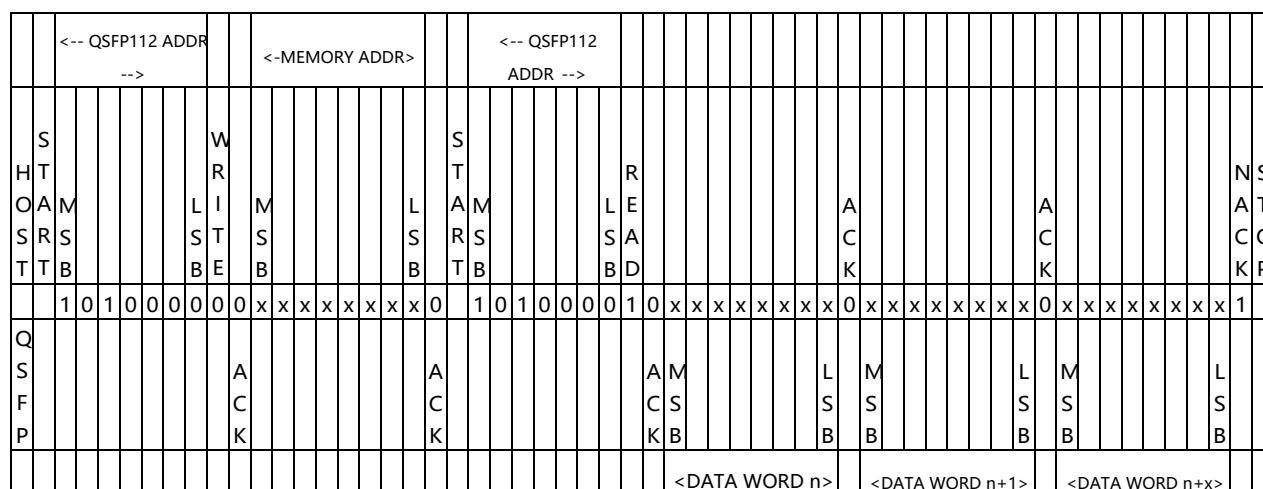 <-- QSFP112 ADDR -->
<-MEMORY ADDR>
<-- QSFP112 ADDR -->
HOST START MSB LSB WRITE MSB LSB START MSB LSB READ ACK ACK NACK
1 0 1 0 0 0 0 0 0 x x x x x x x x 0 1 0 1 0 0 0 0 1 0 x x x x x x x x 0 x x x x x x x x 0 x x x x x x x x 1
QSFP ACK ACK ACK MSB LSB MSB LSB MSB LSB
<DATA WORD n> <DATA WORD n+1> <DATA WORD n+x>